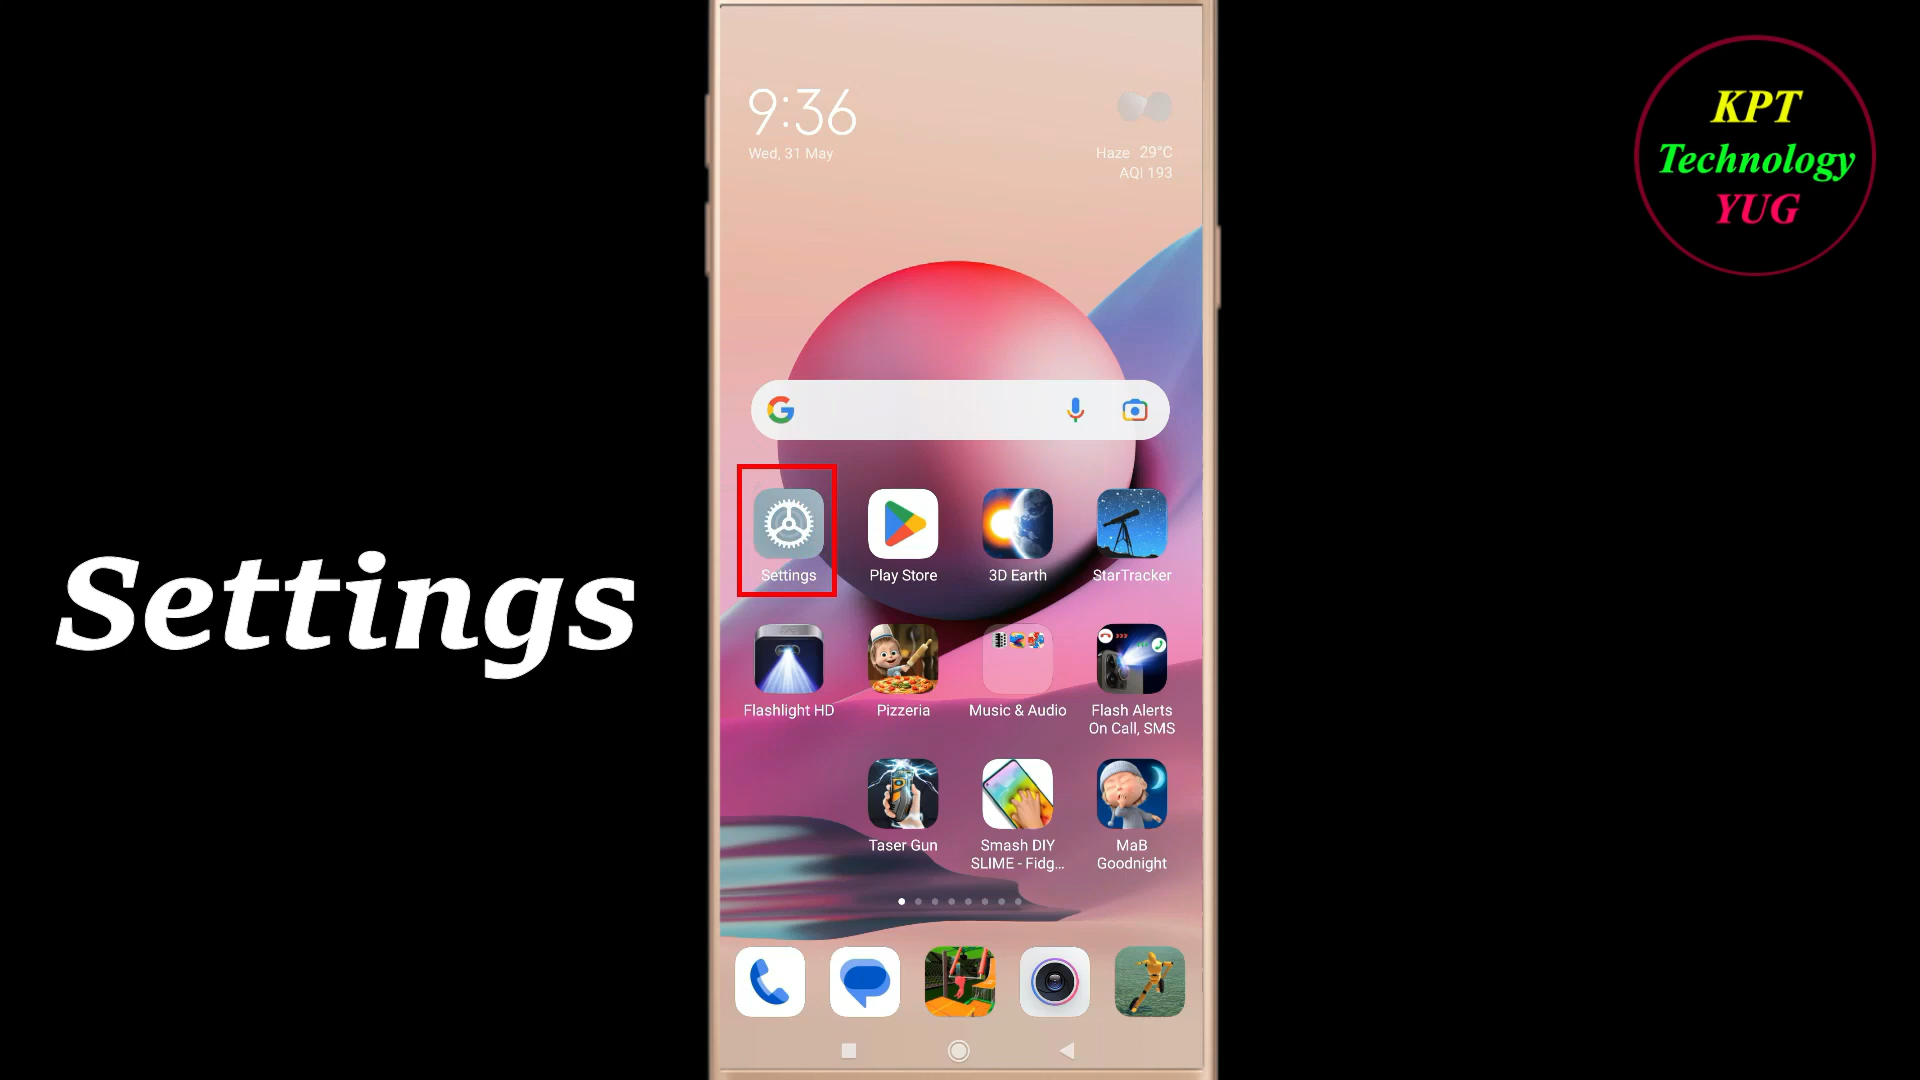 KPT
Technology
YUG
9:36
Wed, 31 May
Haze 29°C
AQI 193
Settings
Settings
Play Store
3D Earth
StarTracker
Flashlight HD
Pizzeria
Music & Audio
Flash Alerts
On Call, SMS
Taser Gun
Smash DIY
SLIME - Fidg...
MaB
Goodnight